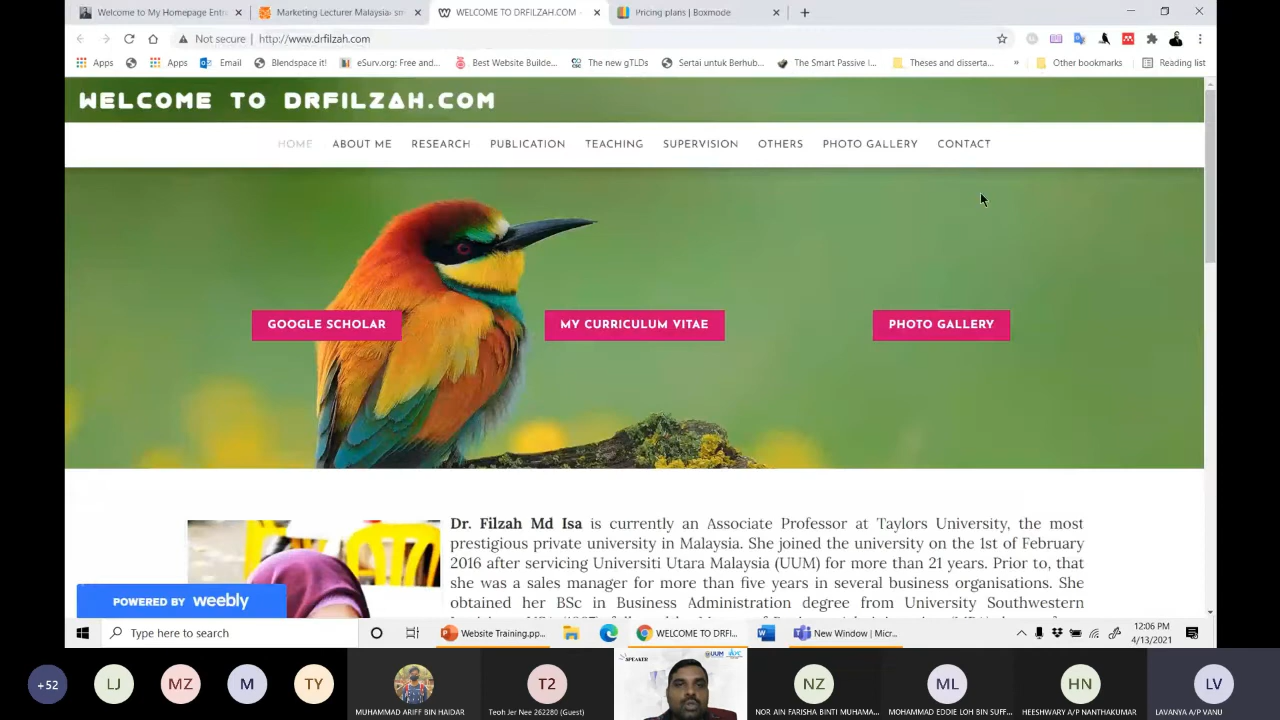 Welcome to My Homepage Entr
Marketing Lecturer Malaysia- sm
WELCOME TO DRFILZAH.COM -
Pricing plans | Boxmode
Not secure | http://www.drfilzah.com
Apps
Apps
Email
Blendspace it!
eSurv.org: Free and...
Best Website Builde...
The new gTLDs
Sertai untuk Berhub...
The Smart Passive I...
Theses and disserta...
»
Other bookmarks
Reading list
WELCOME TO DRFILZAH.COM
HOME ABOUT ME RESEARCH PUBLICATION TEACHING SUPERVISION OTHERS PHOTO GALLERY CONTACT
GOOGLE SCHOLAR
MY CURRICULUM VITAE
PHOTO GALLERY
Dr. Filzah Md Isa is currently an Associate Professor at Taylors University, the most
prestigious private university in Malaysia. She joined the university on the 1st of February
2016 after servicing Universiti Utara Malaysia (UUM) for more than 21 years. Prior to, that
she was a sales manager for more than five years in several business organisations. She
obtained her BSc in Business Administration degree from University Southwestern
POWERED BY weebly
Type here to search
Website Training.pp...
WELCOME TO DRFI...
New Window | Micr...
12:06 PM
4/13/2021
+52
LJ
MZ
M
TY
MUHAMMAD ARIFF BIN HAIDAR
T2
Teoh Jer Nee 262280 (Guest)
SPEAKER
UUM
NZ
NOR AIN FARISHA BINTI MUHAMA...
ML
MOHAMMAD EDDIE LOH BIN SUFF...
HN
HEESHWARY A/P NANTHAKUMAR
LV
LAVANYA A/P VANU